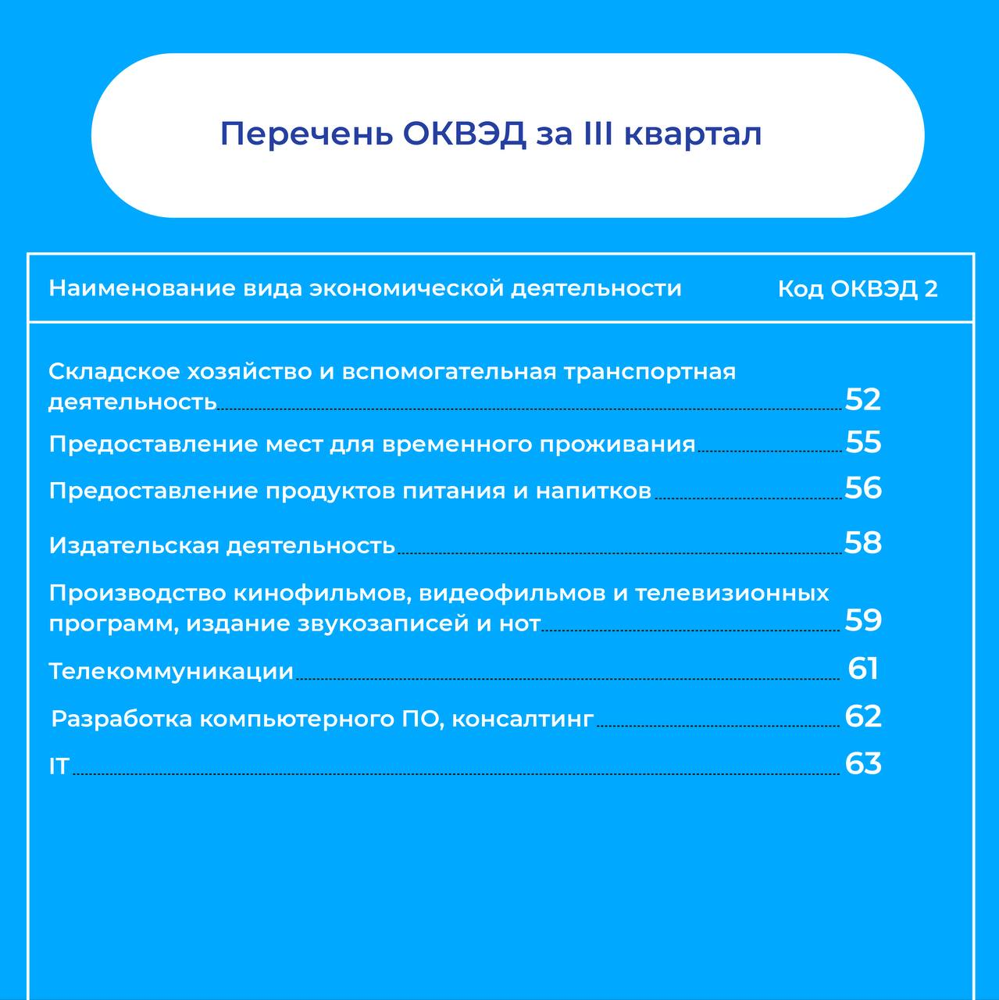 Перечень ОКВЭД за III квартал
Наименование вида экономической деятельности Код ОКВЭД 2
Складское хозяйство и вспомогательная транспортная
деятельность 52
Предоставление мест для временного проживания 55
Предоставление продуктов питания и напитков 56
Издательская деятельность 58
Производство кинофильмов, видеофильмов и телевизионных
программ, издание звукозаписей и нот 59
Телекоммуникации 61
Разработка компьютерного ПО, консалтинг 62
IT 63